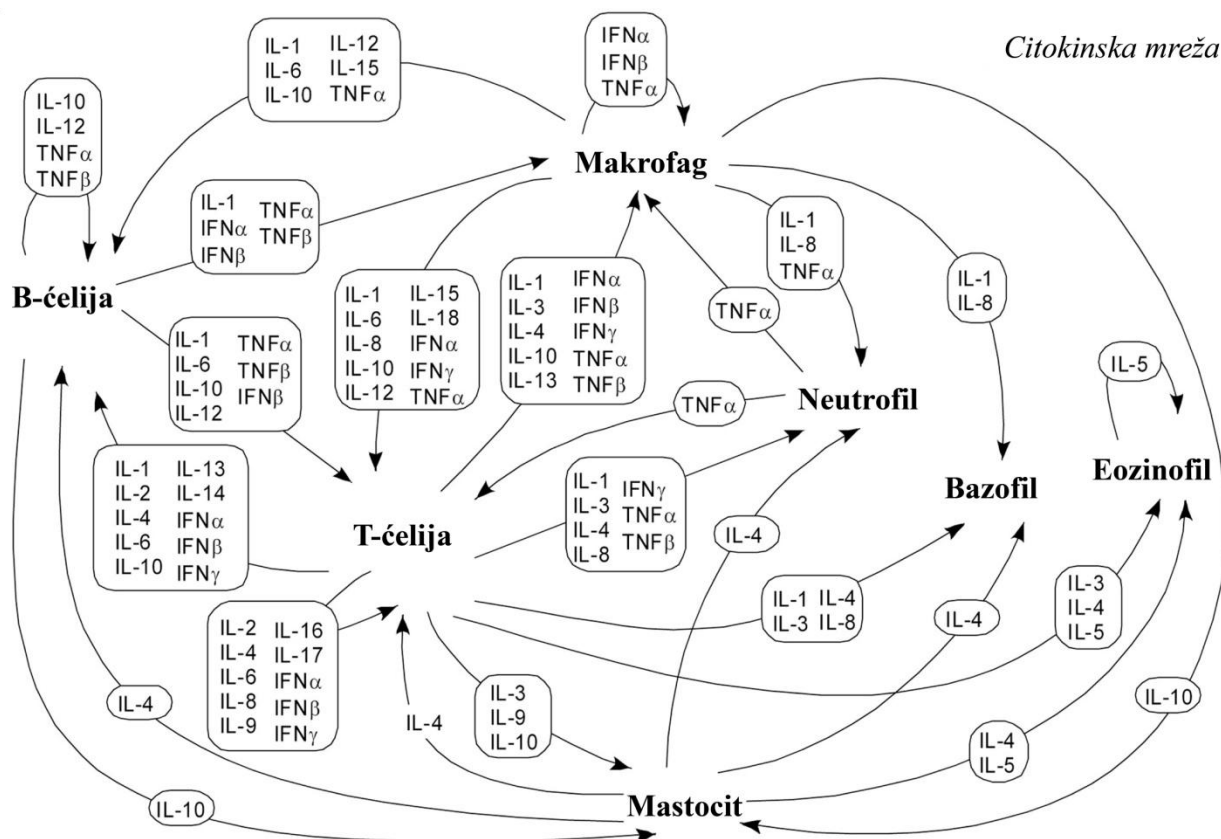 Citokinska mreža
IL-1 IL-12
IL-6 IL-15
IL-10 TNFα
IFNα
IFNβ
TNFα
IL-10
IL-12
TNFα
TNFβ
Makrofag
IL-1 TNFα
IFNα TNFβ
IFNβ
IL-1
IL-8
TNFα
IL-1
IL-8
B-ćelija
IL-1 TNFα
IL-6 TNFβ
IL-10 IFNβ
IL-12
IL-1 IL-15
IL-6 IL-18
IL-8 IFNα
IL-10 IFNγ
IL-12 TNFα
IL-1 IFNα
IL-3 IFNβ
IL-4 IFNγ
IL-10 TNFα
IL-13 TNFβ
TNFα
IL-5
TNFα
Neutrofil
Eozinofil
Bazofil
IL-1 IL-13
IL-2 IL-14
IL-4 IFNα
IL-6 IFNβ
IL-10 IFNγ
T-ćelija
IL-1 IFNγ
IL-3 TNFα
IL-4 TNFβ
IL-8
IL-4
IL-1 IL-4
IL-3 IL-8
IL-4
IL-3
IL-4
IL-5
IL-2 IL-16
IL-4 IL-17
IL-6 IFNα
IL-8 IFNβ
IL-9 IFNγ
IL-4
IL-4
IL-3
IL-9
IL-10
IL-10
IL-4
IL-5
IL-10
Mastocit